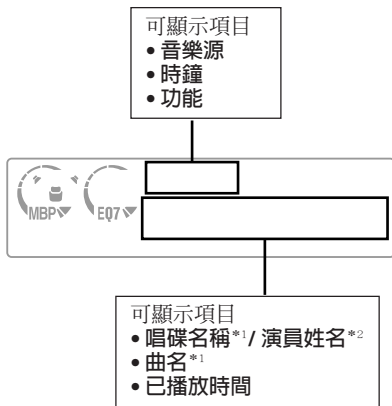 可顯示項目
• 音樂源
• 時鐘
• 功能
MBP EQ7
可顯示項目
• 唱碟名稱*1/ 演員姓名*2
• 曲名*1
• 已播放時間